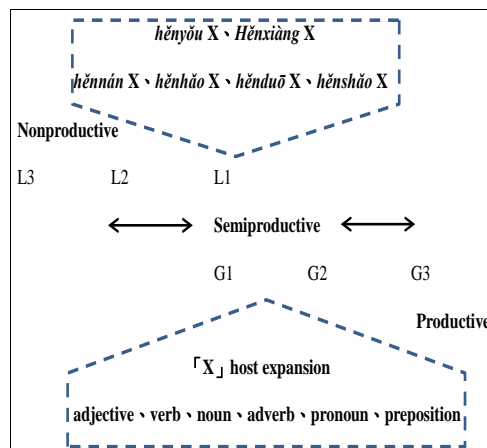 hěnyǒu X、Hěnxiàng X
hěnnán X、hěnhǎo X、hěnduō X、hěnshǎo X
Nonproductive
L3 L2 L1
Semiproductive
G1 G2 G3
Productive
「X」host expansion
adjective、verb、noun、adverb、pronoun、preposition